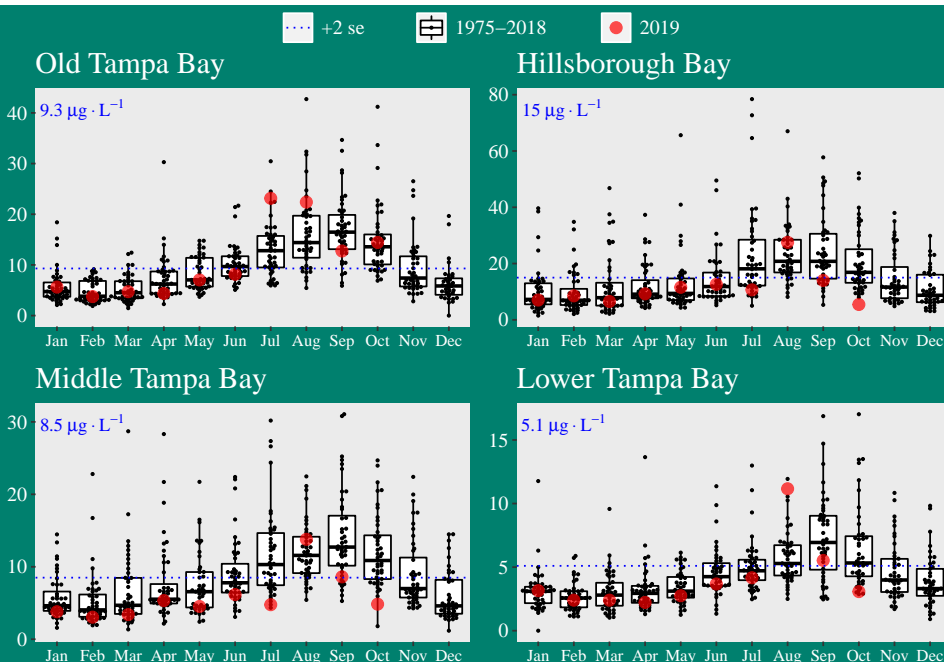 +2 se 1975−2018 2019
Old Tampa Bay
9.3 μg · L⁻¹
40
30
20
10
0
Jan Feb Mar Apr May Jun Jul Aug Sep Oct Nov Dec
Hillsborough Bay
15 μg · L⁻¹
80
60
40
20
0
Jan Feb Mar Apr May Jun Jul Aug Sep Oct Nov Dec
Middle Tampa Bay
8.5 μg · L⁻¹
30
20
10
0
Jan Feb Mar Apr May Jun Jul Aug Sep Oct Nov Dec
Lower Tampa Bay
5.1 μg · L⁻¹
15
10
5
0
Jan Feb Mar Apr May Jun Jul Aug Sep Oct Nov Dec